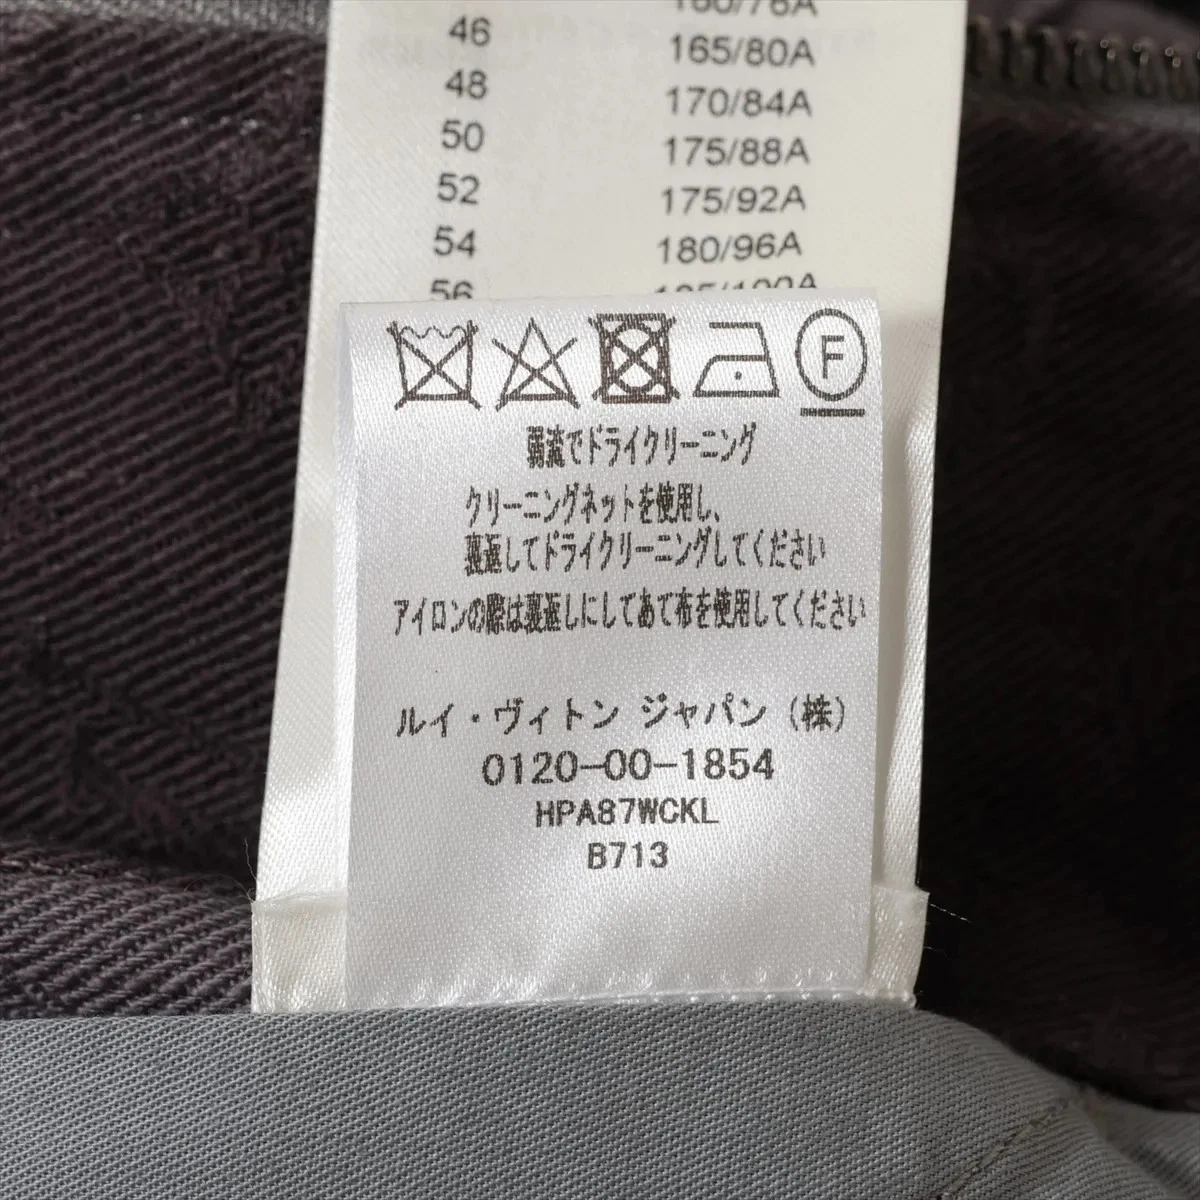 160/76A
46 165/80A
48 170/84A
50 175/88A
52 175/92A
54 180/96A
56
F
弱流でドライクリーニング
クリーニングネットを使用し、
裏返してドライクリーニングしてください
アイロンの際は裏返しにしてあて布を使用してください
ルイ・ヴィトン ジャパン (株)
0120-00-1854
HPA87WCKL
B713